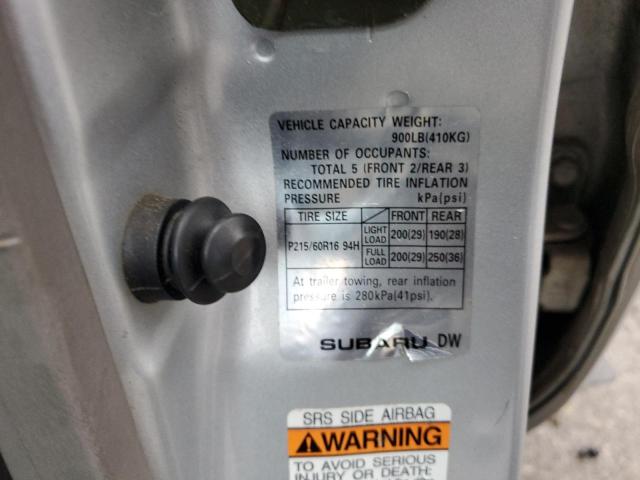 VEHICLE CAPACITY WEIGHT:
900LB(410KG)
NUMBER OF OCCUPANTS:
TOTAL 5 (FRONT 2/REAR 3)
RECOMMENDED TIRE INFLATION
PRESSURE kPa(psi)
TIRE SIZE FRONT REAR
P215/60R16 94H LIGHT LOAD 200(29) 190(28)
FULL LOAD 200(29) 250(36)
At trailer towing, rear inflation
pressure is 280kPa(41psi).
SUBARU DW
SRS SIDE AIRBAG
WARNING
TO AVOID SERIOUS
INJURY OR DEATH: